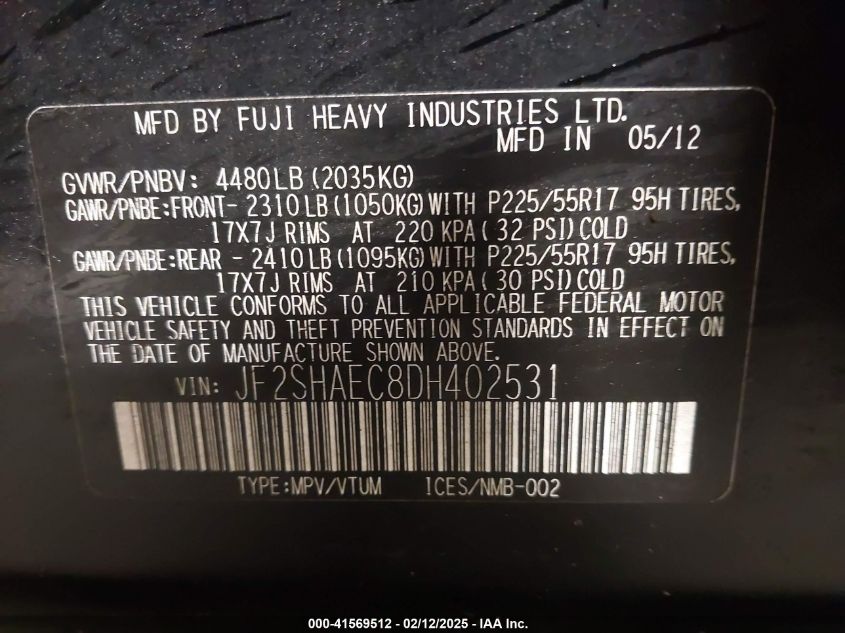 MFD BY FUJI HEAVY INDUSTRIES LTD.
MFD IN 05/12
GVWR/PNBV: 4480LB(2035KG)
GAWR/PNBE:FRONT- 2310LB(1050KG)WITH P225/55R17 95H TIRES,
17X7J RIMS AT 220 KPA( 32 PSI)COLD
GAWR/PNBE:REAR - 2410LB(1095KG)WITH P225/55R17 95H TIRES,
17X7J RIMS AT 210 KPA( 30 PSI)COLD
THIS VEHICLE CONFORMS TO ALL APPLICABLE FEDERAL MOTOR
VEHICLE SAFETY AND THEFT PREVENTION STANDARDS IN EFFECT ON
THE DATE OF MANUFACTURE SHOWN ABOVE.
VIN: JF2SHAEC8DH402531
TYPE:MPV/VTUM ICES/NMB-002
000-41569512 - 02/12/2025 - IAA Inc.